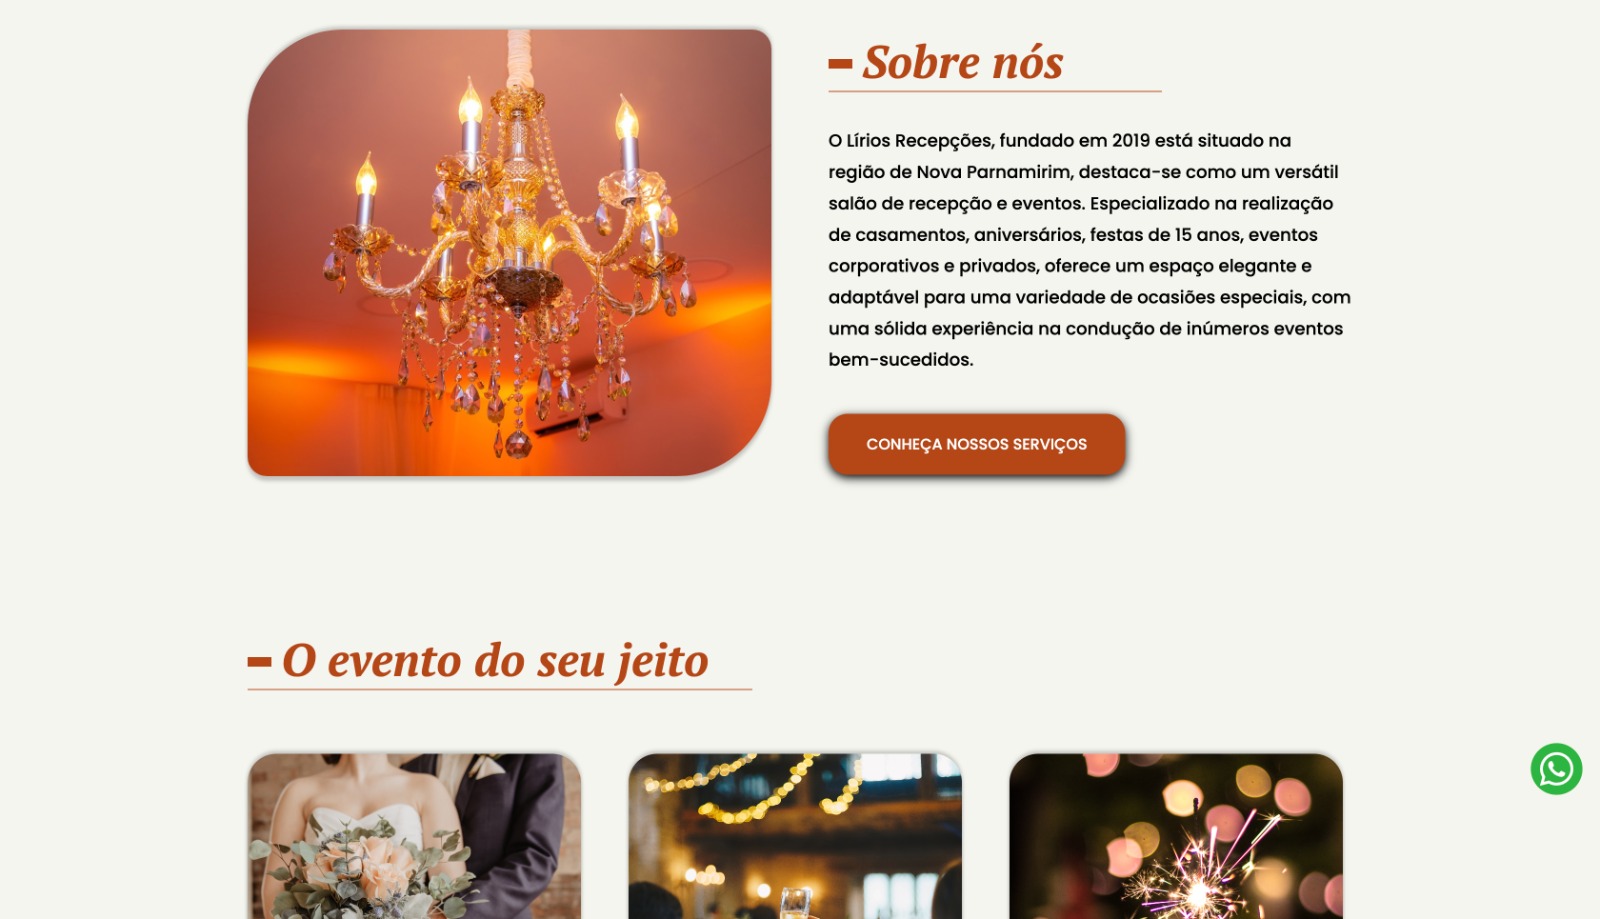 Sobre nós
O Lírios Recepções, fundado em 2019 está situado na
região de Nova Parnamirim, destaca-se como um versátil
salão de recepção e eventos. Especializado na realização
de casamentos, aniversários, festas de 15 anos, eventos
corporativos e privados, oferece um espaço elegante e
adaptável para uma variedade de ocasiões especiais, com
uma sólida experiência na condução de inúmeros eventos
bem-sucedidos.
CONHEÇA NOSSOS SERVIÇOS
O evento do seu jeito